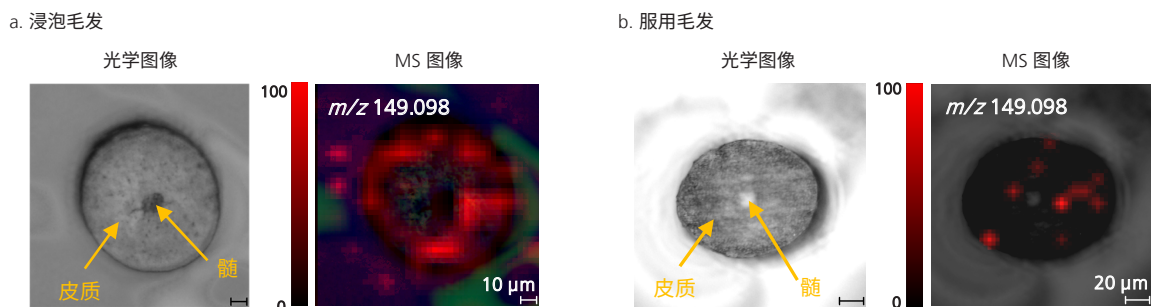 a. 浸泡毛发
光学图像
MS 图像
100
0
m/z 149.098
皮质
髓
10 µm
b. 服用毛发
光学图像
MS 图像
100
0
m/z 149.098
皮质
髓
20 µm